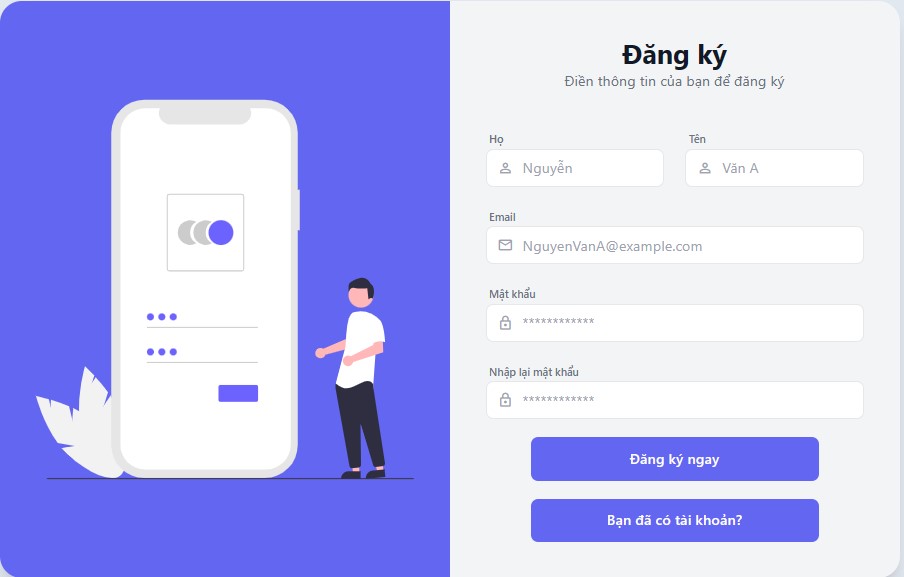 Đăng ký
Điền thông tin của bạn để đăng ký
Họ
Tên
Nguyễn
Văn A
Email
NguyenVanA@example.com
Mật khẩu
************
Nhập lại mật khẩu
************
Đăng ký ngay
Bạn đã có tài khoản?